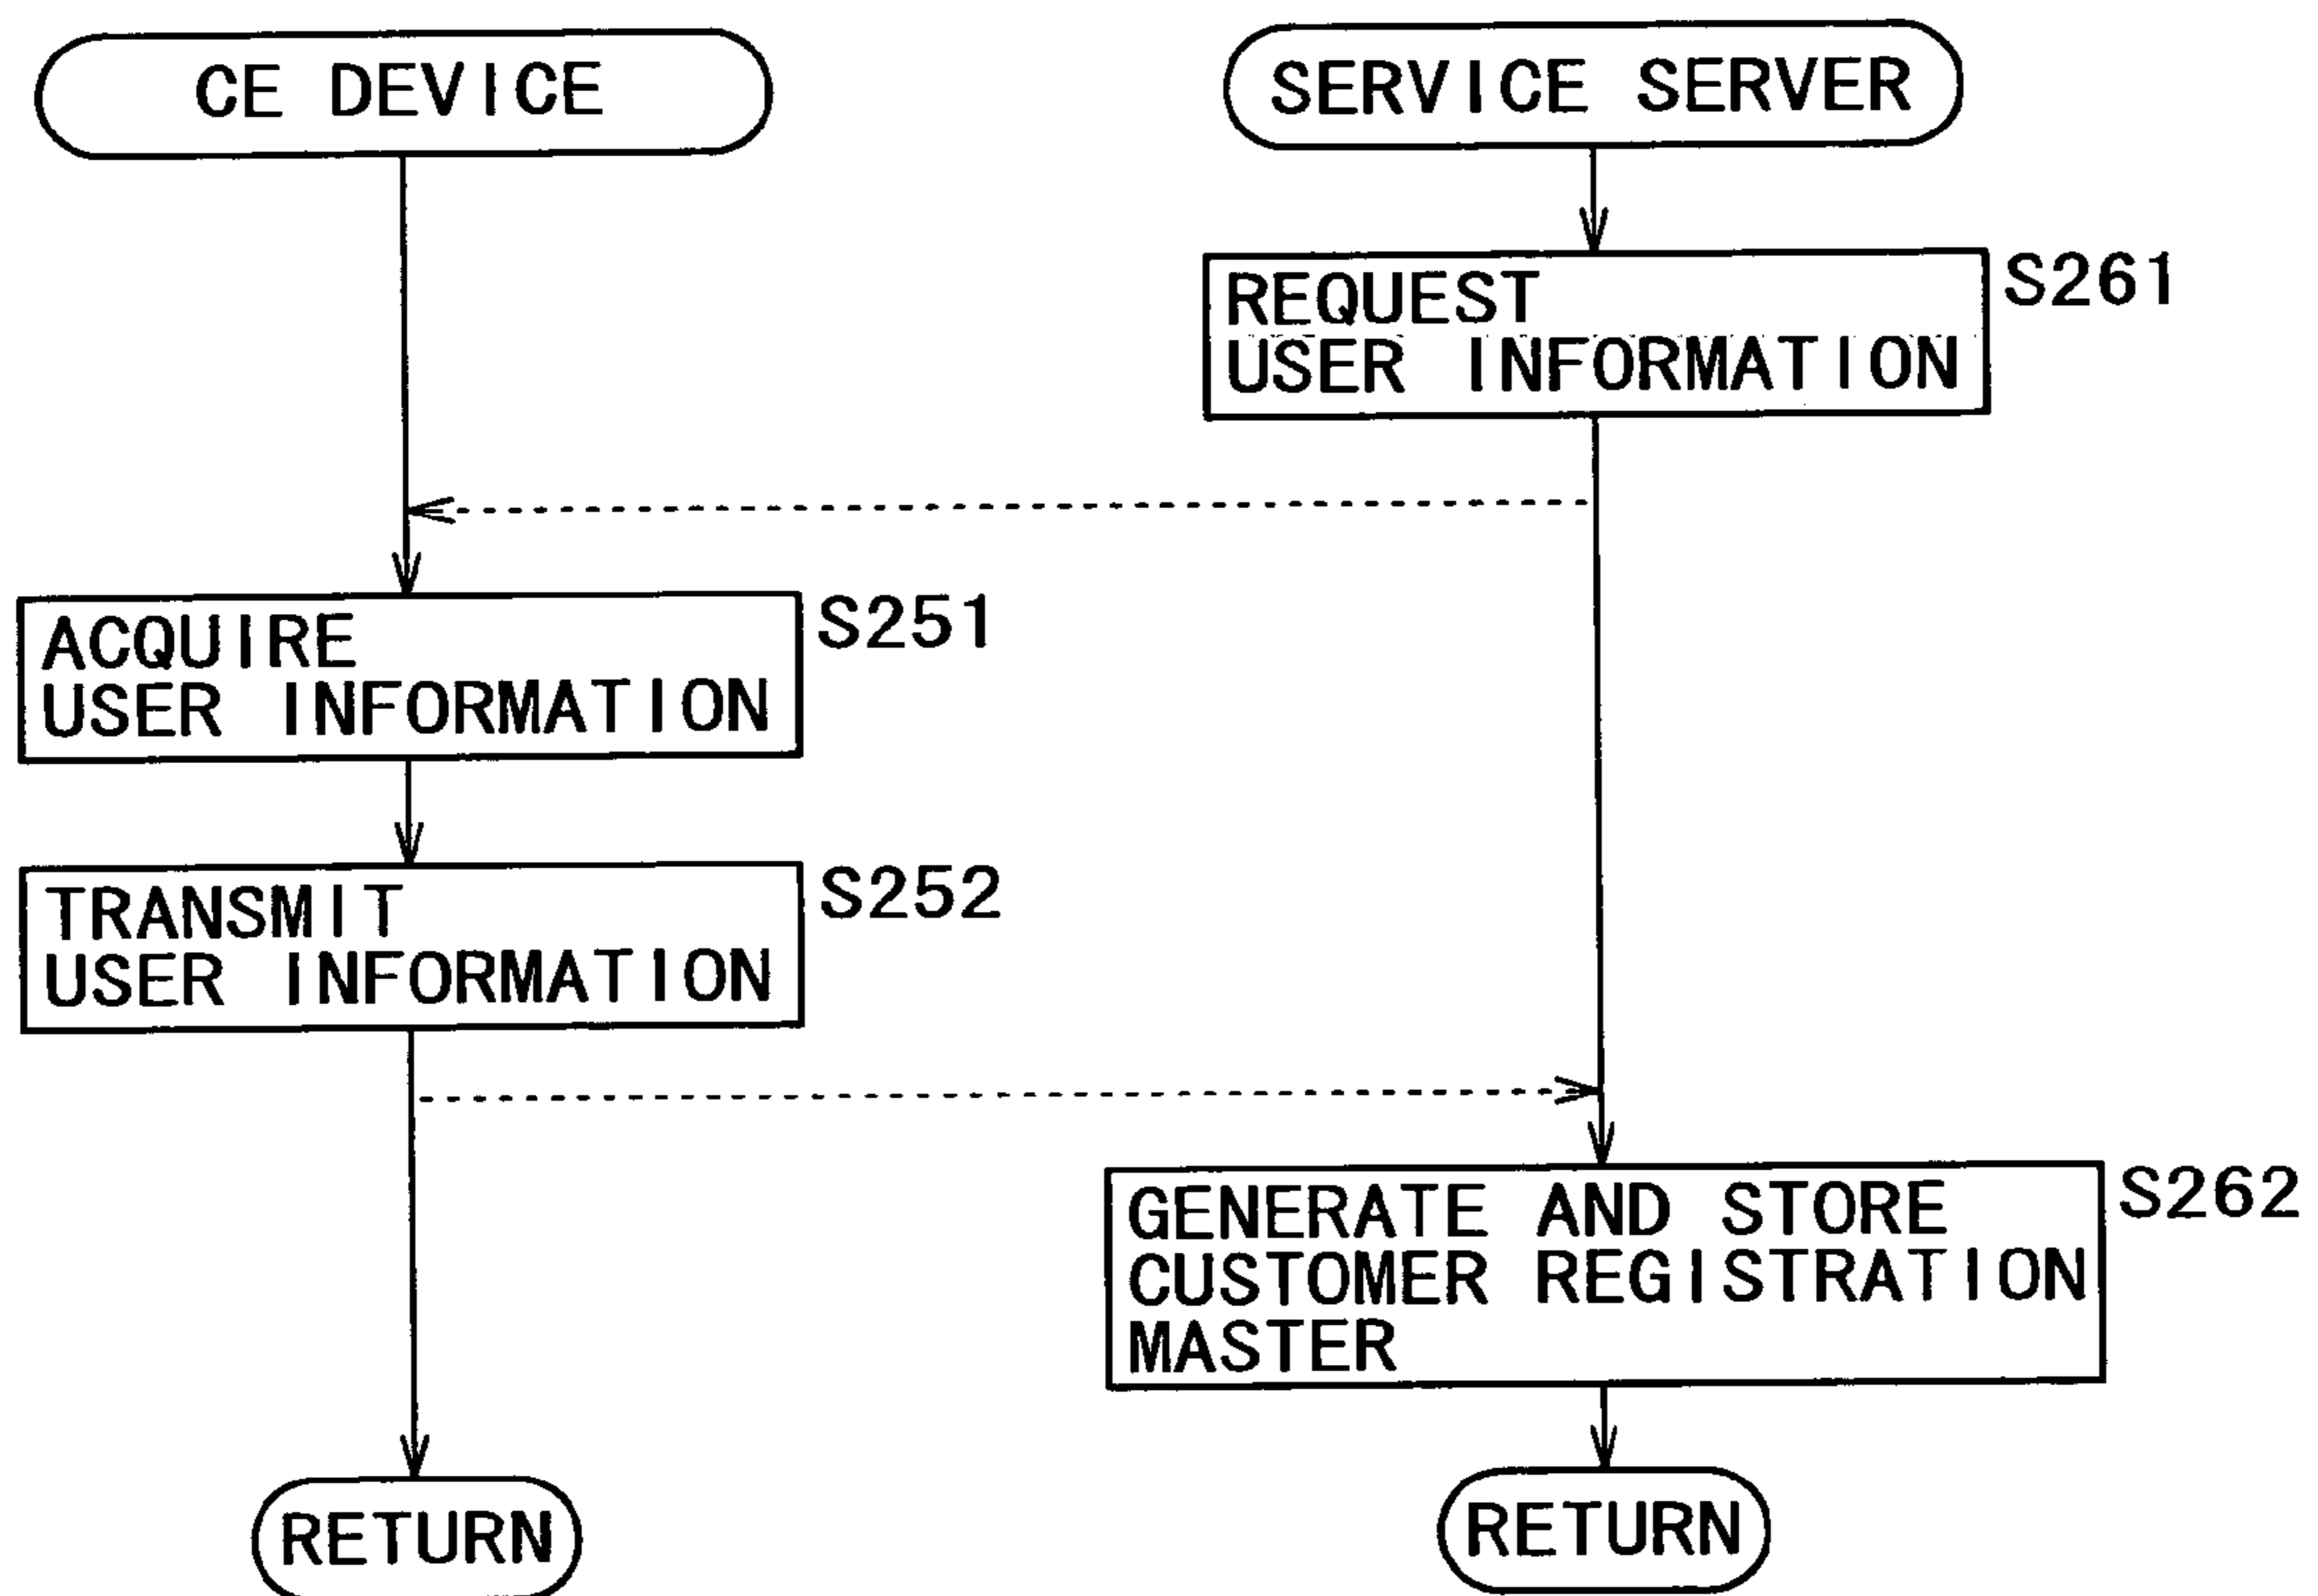 CE DEVICE
SERVICE SERVER
REQUEST
USER INFORMATION
S261
ACQUIRE
USER INFORMATION
S251
TRANSMIT
USER INFORMATION
S252
GENERATE AND STORE
CUSTOMER REGISTRATION
MASTER
S262
RETURN
RETURN